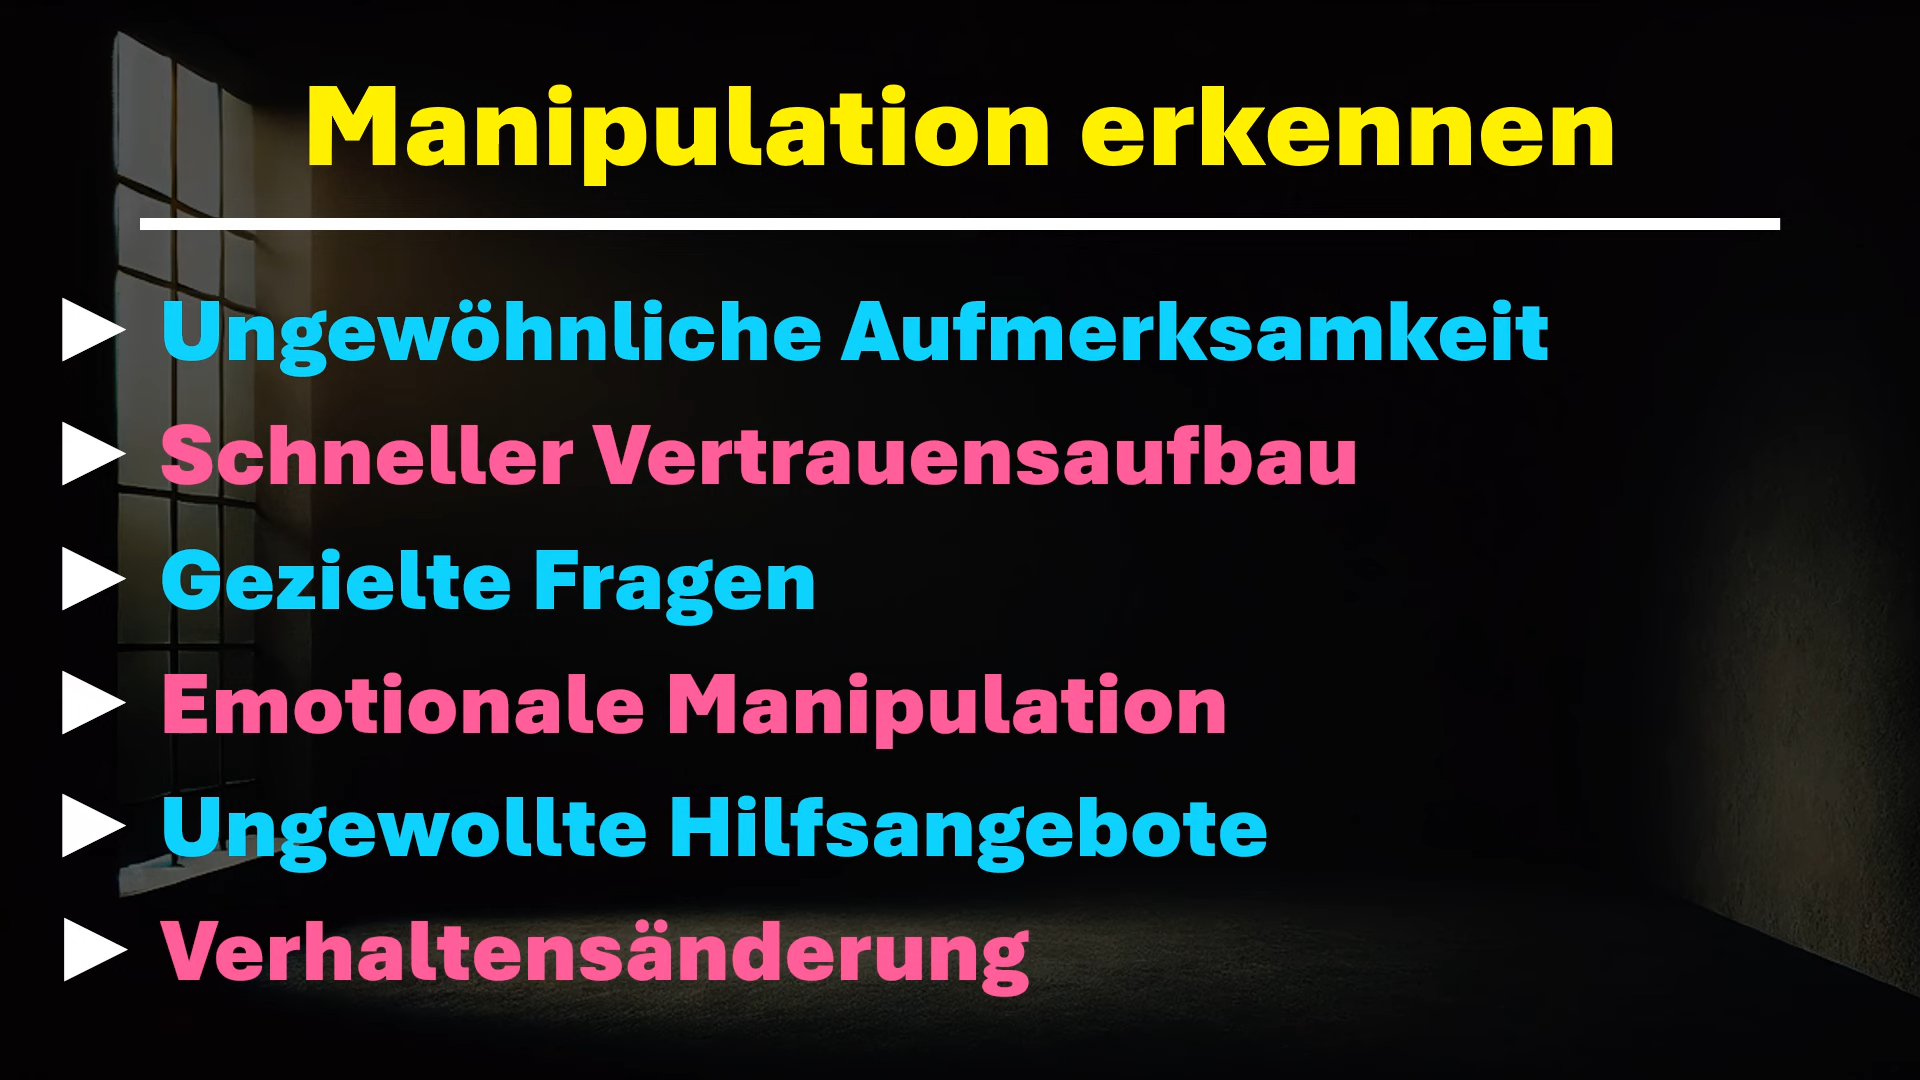 Manipulation erkennen
Ungewöhnliche Aufmerksamkeit
Schneller Vertrauensaufbau
Gezielte Fragen
Emotionale Manipulation
Ungewollte Hilfsangebote
Verhaltensänderung